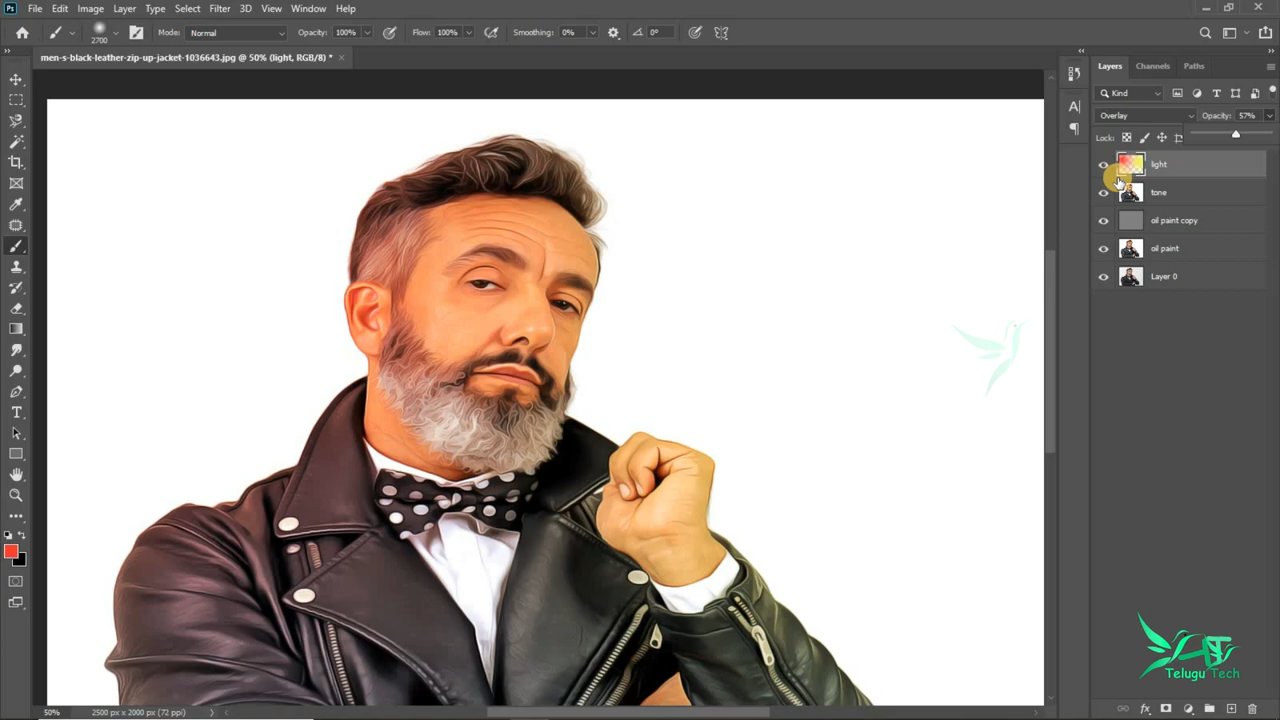 Ps File Edit Image Layer Type Select Filter 3D View Window Help
2700 Mode: Normal Opacity: 100% Flow: 100% Smoothing: 0% 0°
men-s-black-leather-zip-up-jacket-1036643.jpg @ 50% (light, RGB/8) *
Layers Channels Paths
Kind
Overlay Opacity: 57%
Lock:
light
tone
oil paint copy
oil paint
Layer 0
Telugu Tech
50% 2500 px x 2000 px (72 ppi)